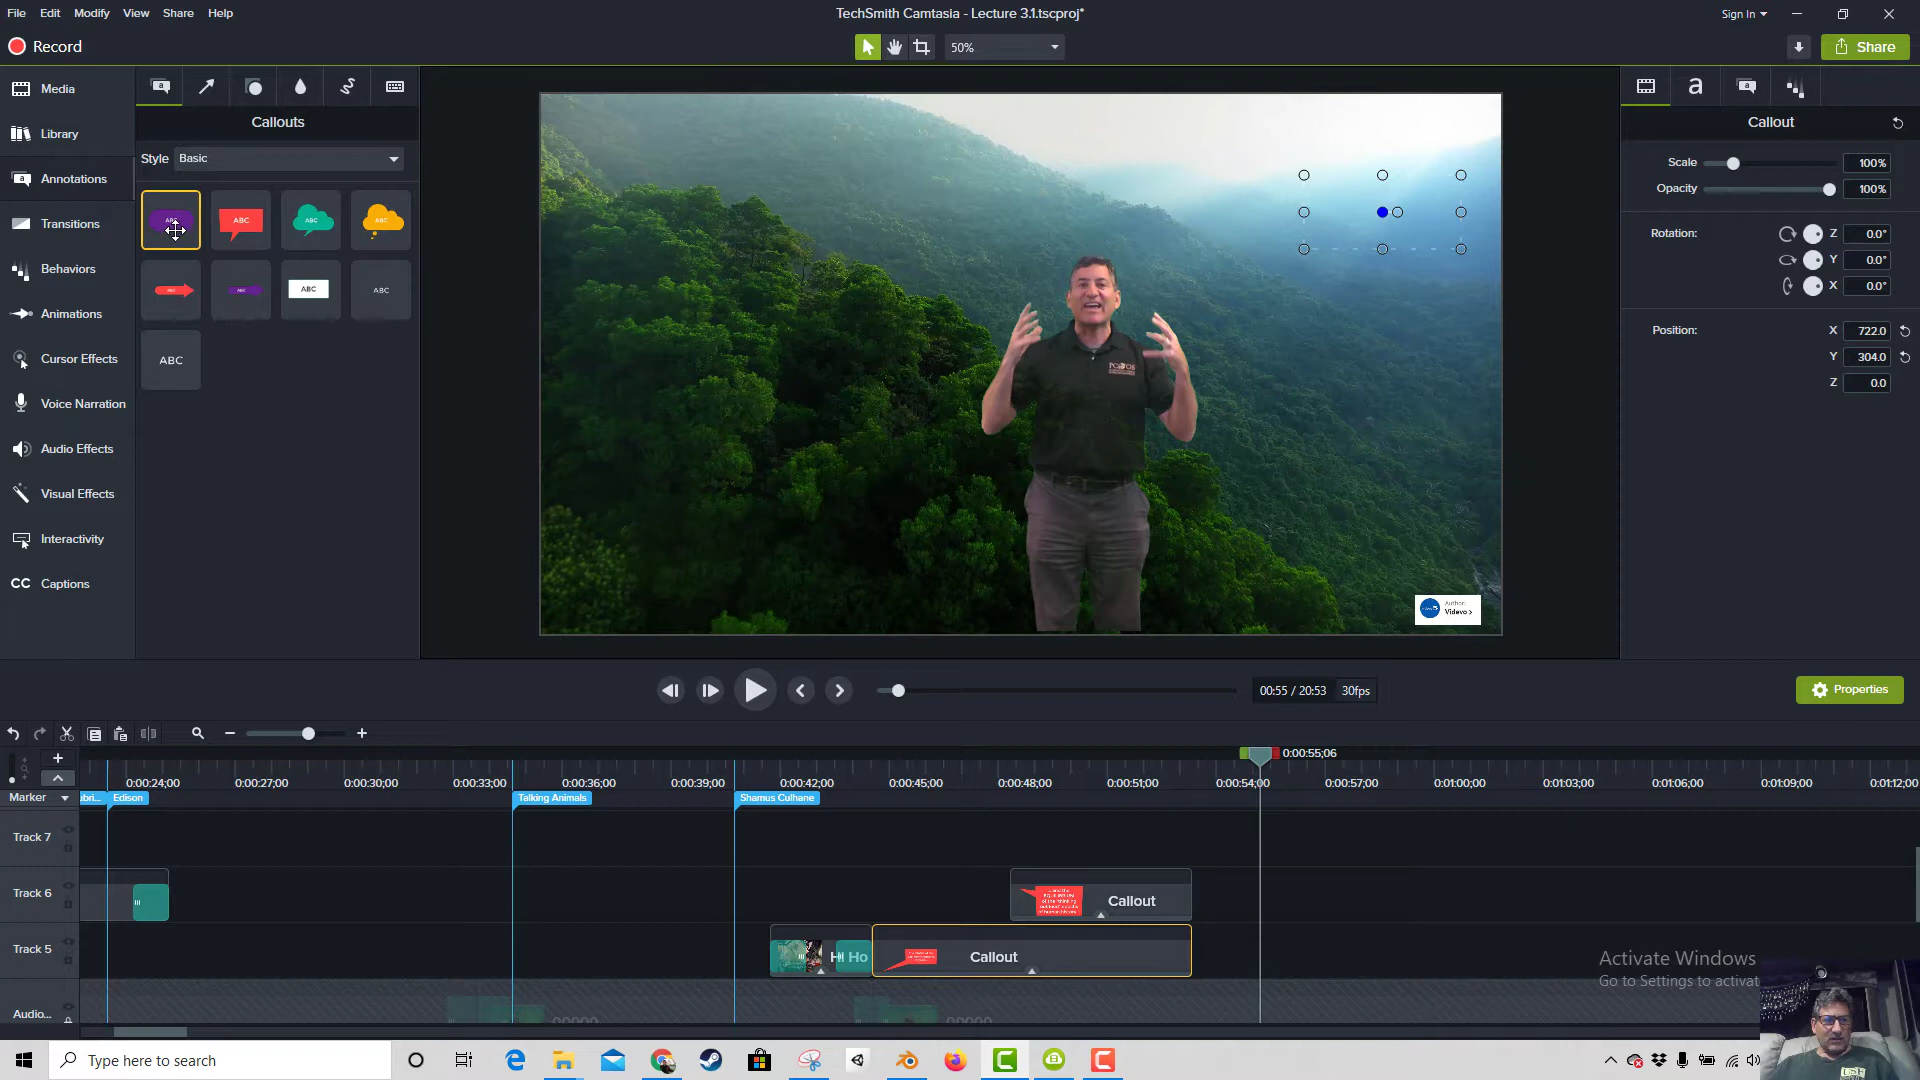 File Edit Modify View Share Help
TechSmith Camtasia - Lecture 3.1.tscproj*
Sign In
Record
50%
Share
Media
Library
Annotations
Transitions
Behaviors
Animations
Cursor Effects
Voice Narration
Audio Effects
Visual Effects
Interactivity
CC Captions
Callouts
Style Basic
ABC ABC ABC ABC
ABC ABC ABC ABC
ABC
Author:
Videvo >
Callout
Scale 100%
Opacity 100%
Rotation: Z 0.0°
Y 0.0°
X 0.0°
Position: X 722.0
Y 304.0
Z 0.0
00:55 / 20:53 30fps
Properties
0:00:55;06
0:00:24;00 0:00:27;00 0:00:30;00 0:00:33;00 0:00:36;00 0:00:39;00 0:00:42;00 0:00:45;00 0:00:48;00 0:00:51;00 0:00:54;00 0:00:57;00 0:01:00;00 0:01:03;00 0:01:06;00 0:01:09;00 0:01:12;00
Marker Edison Talking Animals Shamus Culhane
Track 7
Track 6
Callout
Track 5
Ho
Callout
Audio...
Activate Windows
Go to Settings to activat
Type here to search